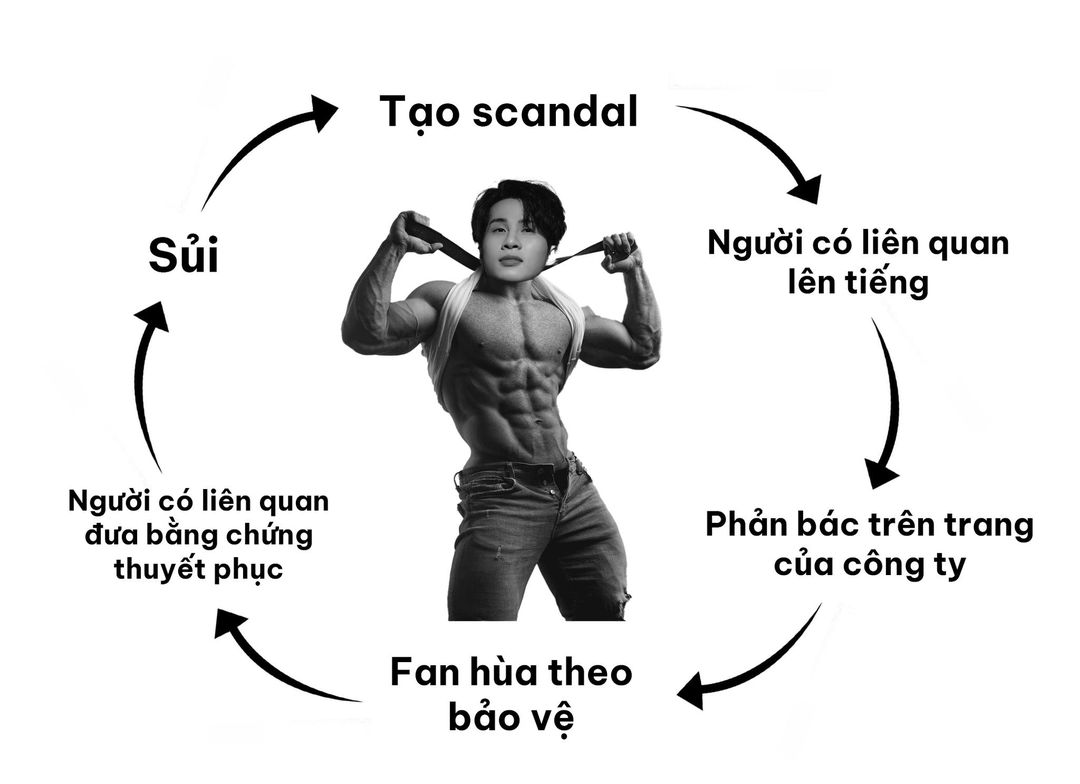 Tạo scandal
Người có liên quan
lên tiếng
Phản bác trên trang
của công ty
Fan hùa theo
bảo vệ
Người có liên quan
đưa bằng chứng
thuyết phục
Sủi